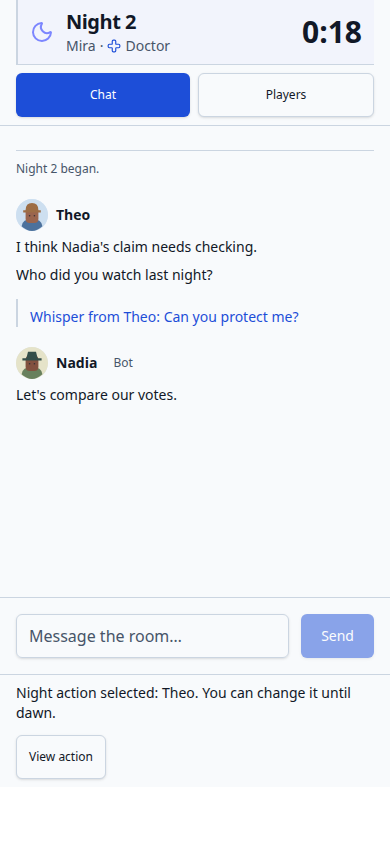 Night 2
Mira · Doctor
0:18
Chat
Players
Night 2 began.
Theo
I think Nadia's claim needs checking.
Who did you watch last night?
Whisper from Theo: Can you protect me?
Nadia Bot
Let's compare our votes.
Message the room...
Send
Night action selected: Theo. You can change it until
dawn.
View action